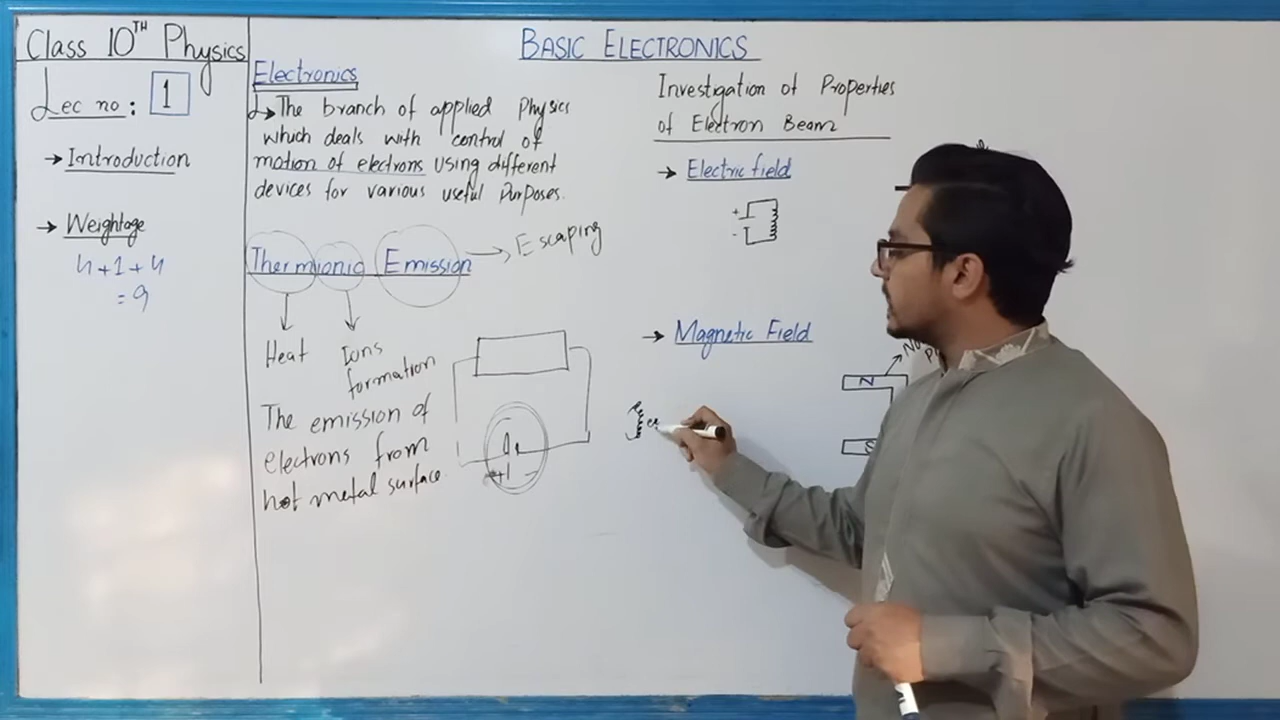 Class 10TH Physics
Lec no: 1
→ Introduction
→ Weightage
4+1+4
= 9
BASIC ELECTRONICS
Electronics
↳ The branch of applied Physics
which deals with control of
motion of electrons using different
devices for various useful Purposes.
Thermionic Emission → Escaping
Heat
Ions
formation
The emission of
electrons from
hot metal surface
+ -
Investigation of Properties
of Electron Beam
→ Electric field
+
-
→ Magnetic Field
N
S